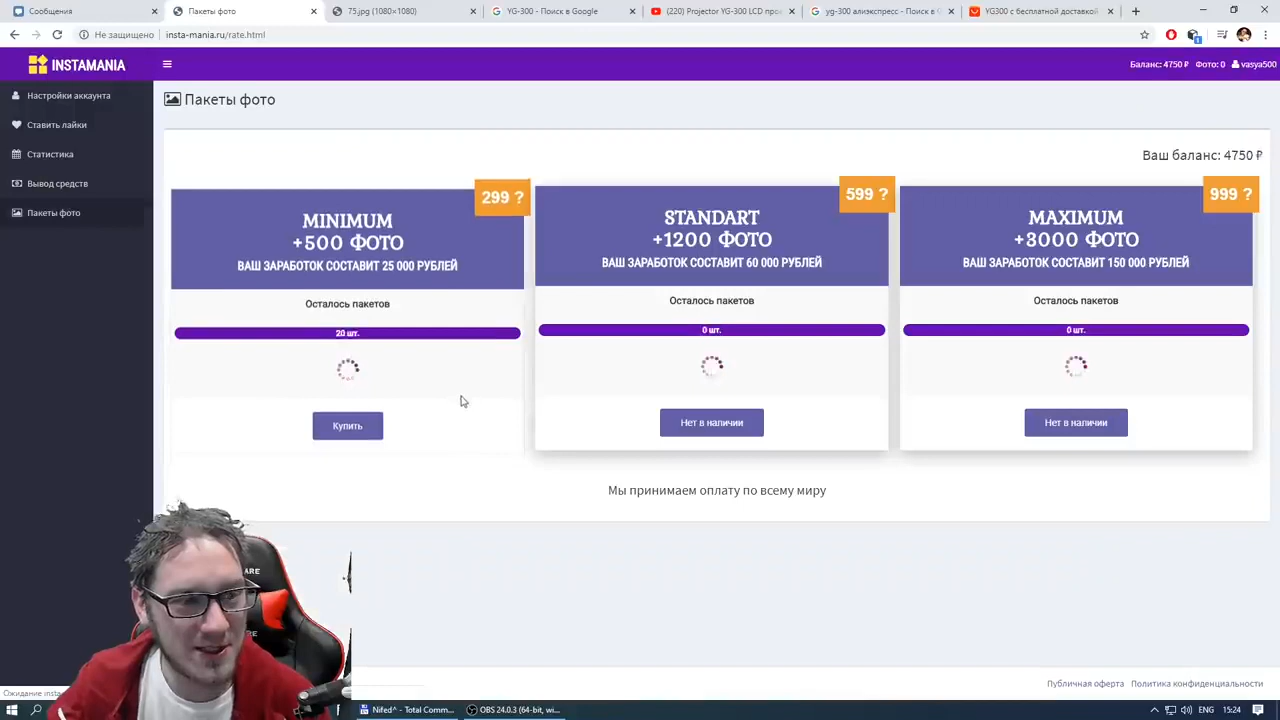 Сообщения
Пакеты фото
75.jpg (1080×1080)
YG-300 - Поиск в Google
(220) Projector YG-300 LCD прое
yg-300 алиэкспресс - Поиск в G
YG300 с бесплатной доставкой
Не защищено
insta-mania.ru/rate.html
INSTAMANIA
Баланс: 4750 ₽ Фото: 0 vasya500
Настройки аккаунта
Ставить лайки
Статистика
Вывод средств
Пакеты фото
Пакеты фото
Ваш баланс: 4750 ₽
299 ?
MINIMUM
+500 ФОТО
ВАШ ЗАРАБОТОК СОСТАВИТ 25 000 РУБЛЕЙ
Осталось пакетов
20 шт.
Купить
599 ?
STANDART
+1200 ФОТО
ВАШ ЗАРАБОТОК СОСТАВИТ 60 000 РУБЛЕЙ
Осталось пакетов
0 шт.
Нет в наличии
999 ?
MAXIMUM
+3000 ФОТО
ВАШ ЗАРАБОТОК СОСТАВИТ 150 000 РУБЛЕЙ
Осталось пакетов
0 шт.
Нет в наличии
Мы принимаем оплату по всему миру
Публичная оферта Политика конфиденциальности
Ожидание insta
Nifed^ - Total Comm...
OBS 24.0.3 (64-bit, wi...
ENG
15:24